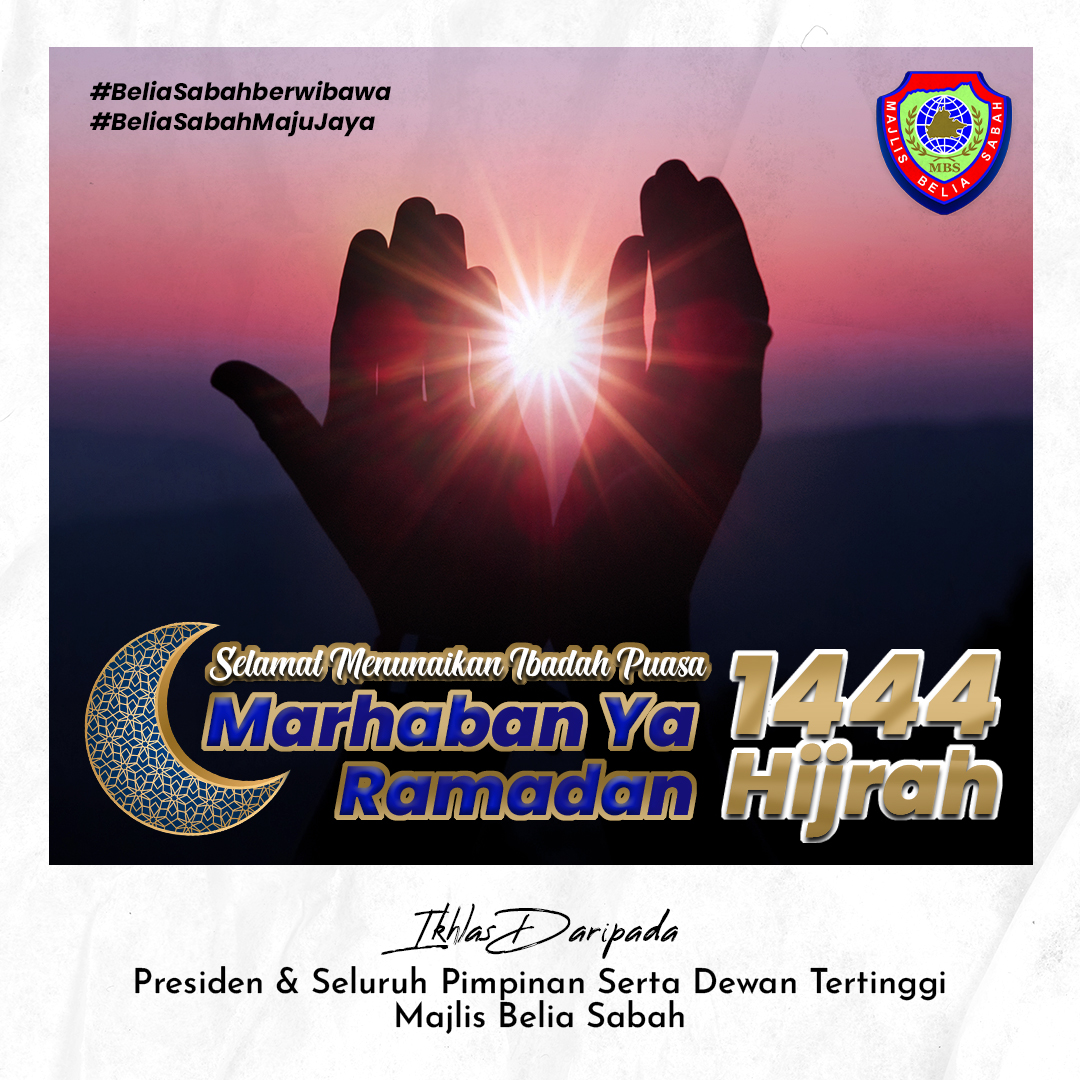 #BeliaSabahberwibawa
#BeliaSabahMajuJaya
MAJLIS BELIA SABAH
MBS
Selamat Menunaikan Ibadah Puasa
Marhaban Ya
Ramadan
1444
Hijrah
Ikhlas Daripada
Presiden & Seluruh Pimpinan Serta Dewan Tertinggi
Majlis Belia Sabah